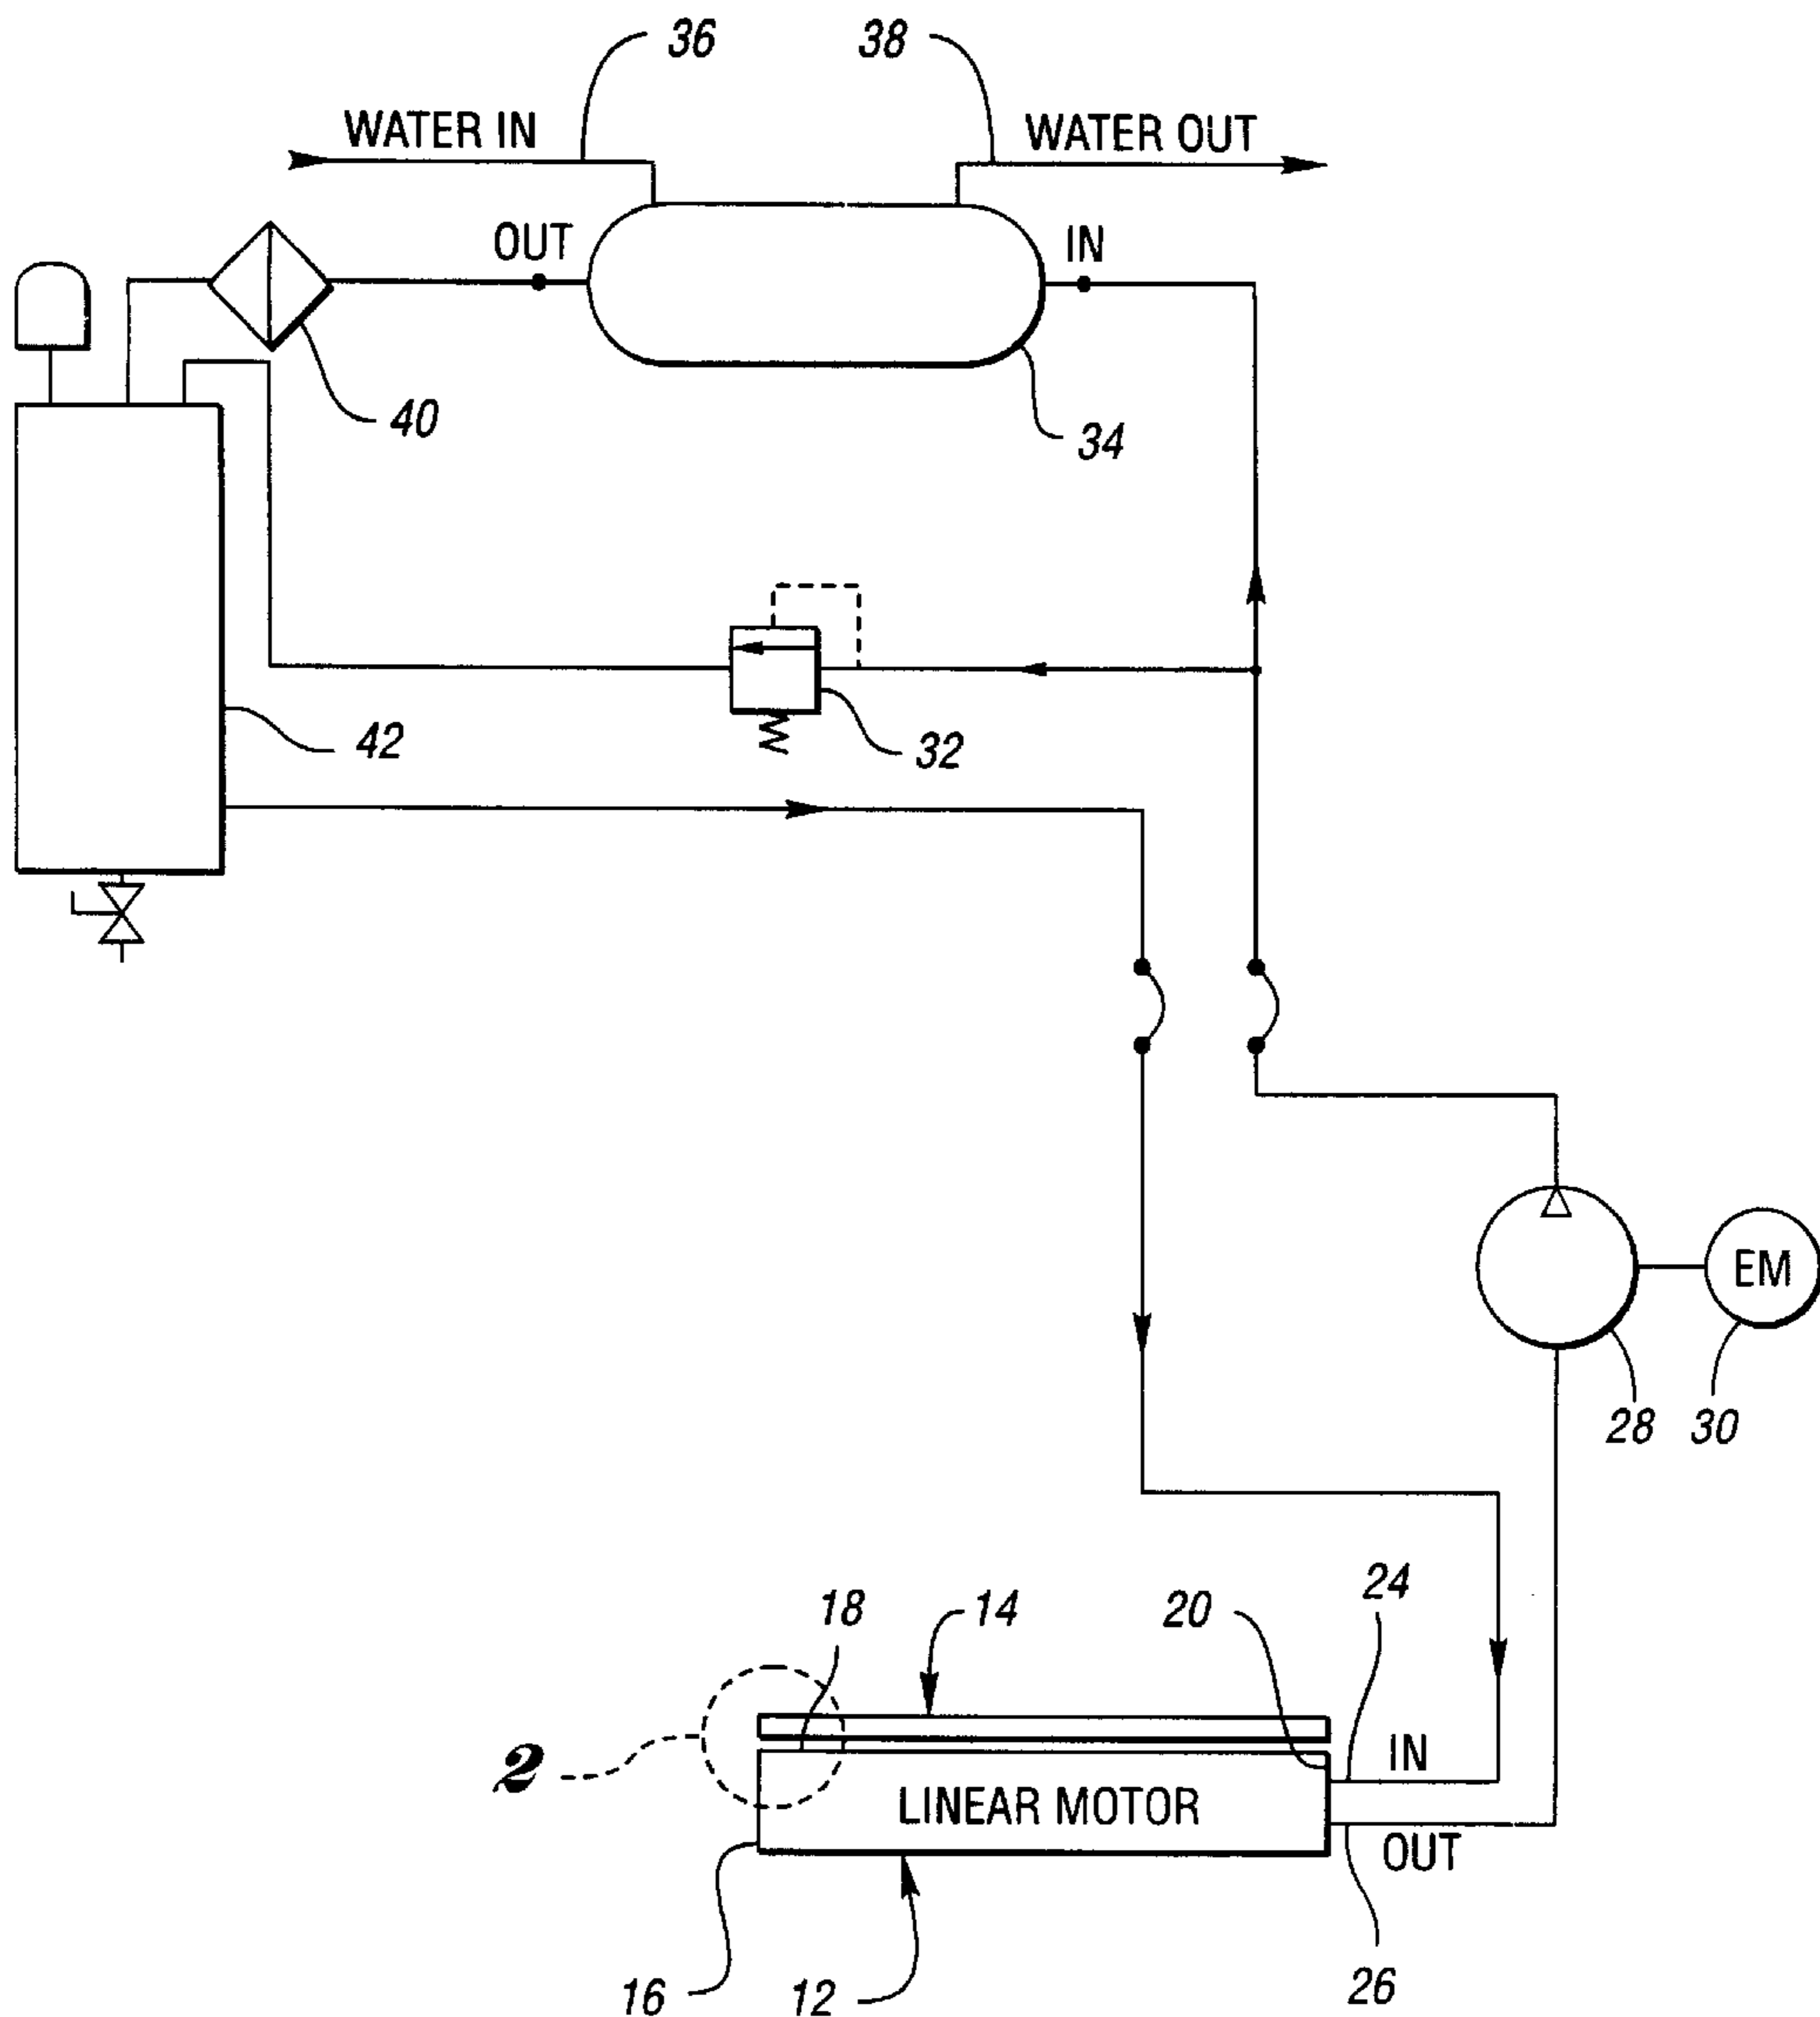 36
38
WATER IN
WATER OUT
OUT
IN
40
34
42
32
EM
28
30
24
18
14
20
2
IN
LINEAR MOTOR
OUT
16
12
26